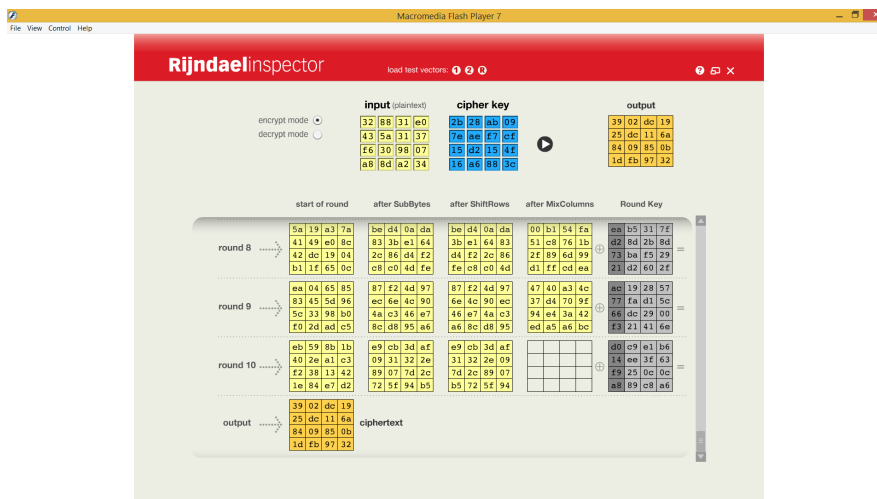 Macromedia Flash Player 7
File View Control Help
Rijndaelinspector
load test vectors: 1 2 R
? X
input (plaintext) cipher key output
encrypt mode
decrypt mode
32 88 31 e0 2b 28 ab 09 39 02 dc 19
43 5a 31 37 7e ae f7 cf 25 dc 11 6a
f6 30 98 07 15 d2 15 4f 84 09 85 0b
a8 8d a2 34 16 a6 88 3c 1d fb 97 32
start of round after SubBytes after ShiftRows after MixColumns Round Key
round 8
5a 19 a3 7a be d4 0a da be d4 0a da 00 b1 54 fa ea b5 31 7f
41 49 e0 8c 83 3b e1 64 3b e1 64 83 51 c8 76 1b d2 8d 2b 8d
42 dc 19 04 2c 86 d4 f2 d4 f2 2c 86 2f 89 6d 99 73 ba f5 29
b1 1f 65 0c c8 c0 4d fe fe c8 c0 4d d1 ff cd ea 21 d2 60 2f
⊕ =
round 9
ea 04 65 85 87 f2 4d 97 87 f2 4d 97 47 40 a3 4c ac 19 28 57
83 45 5d 96 ec 6e 4c 90 6e 4c 90 ec 37 d4 70 9f 77 fa d1 5c
5c 33 98 b0 4a c3 46 e7 46 e7 4a c3 94 e4 3a 42 66 dc 29 00
f0 2d ad c5 8c d8 95 a6 a6 8c d8 95 ed a5 a6 bc f3 21 41 6e
⊕ =
round 10
eb 59 8b 1b e9 cb 3d af e9 cb 3d af d0 c9 e1 b6
40 2e a1 c3 09 31 32 2e 31 32 2e 09 14 ee 3f 63
f2 38 13 42 89 07 7d 2c 7d 2c 89 07 f9 25 0c 0c
1e 84 e7 d2 72 5f 94 b5 b5 72 5f 94 a8 89 c8 a6
⊕ =
output
39 02 dc 19
25 dc 11 6a
84 09 85 0b
1d fb 97 32
ciphertext